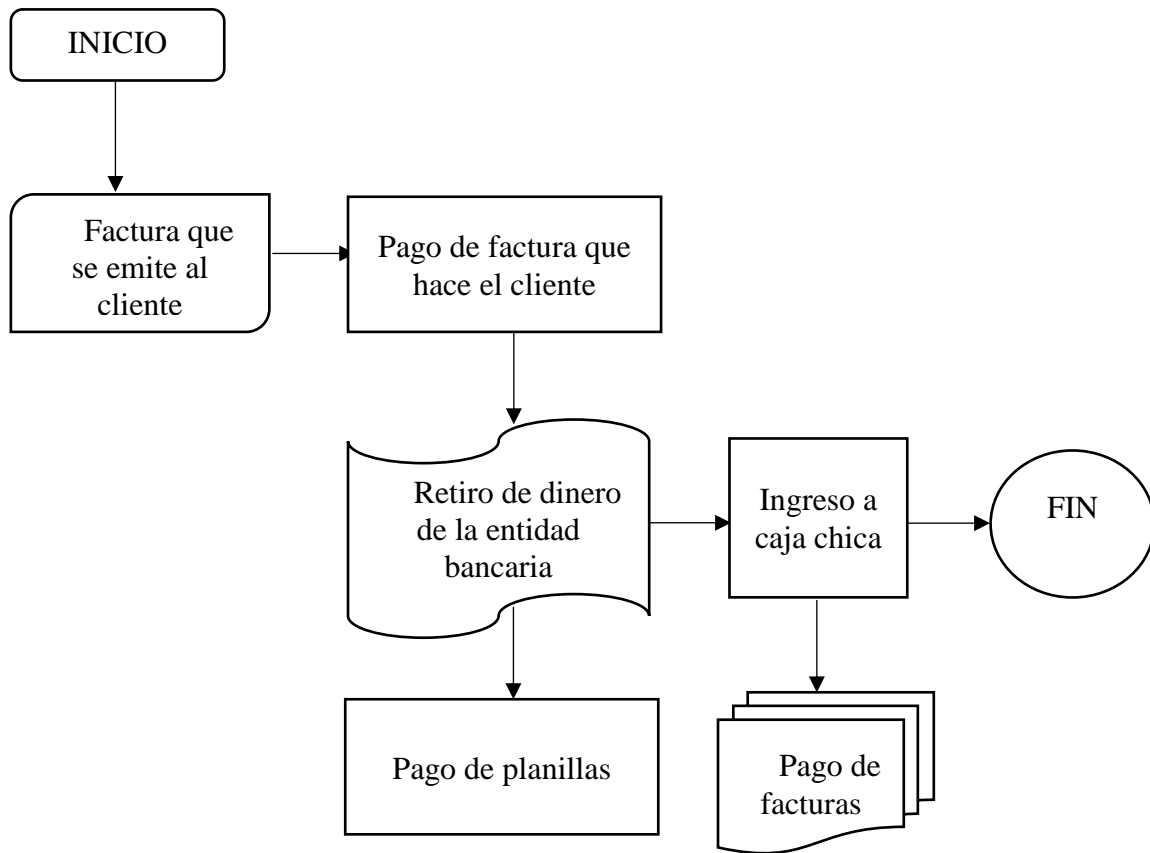 INICIO
Factura que
se emite al
cliente
Pago de factura que
hace el cliente
Retiro de dinero
de la entidad
bancaria
Ingreso a
caja chica
FIN
Pago de planillas
Pago de
facturas